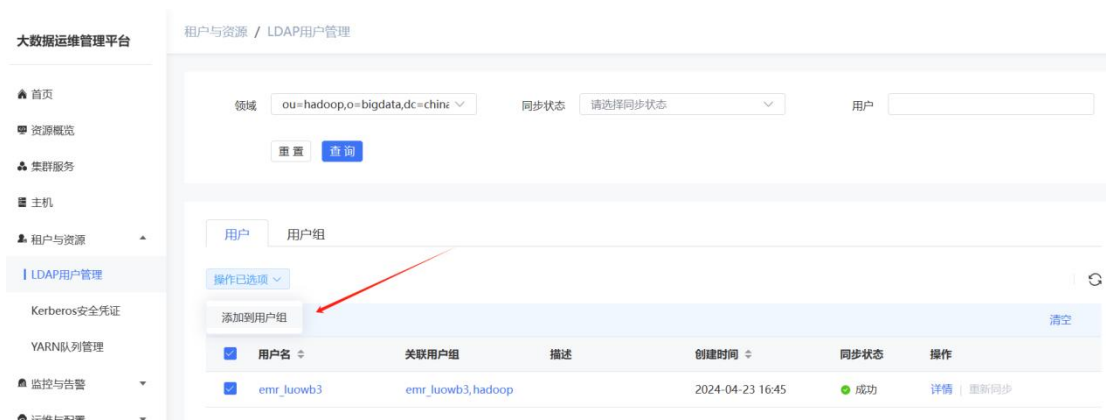 大数据运维管理平台
首页
资源概览
集群服务
主机
租户与资源
LDAP用户管理
Kerberos安全凭证
YARN队列管理
监控与告警
运维与配置
租户与资源 / LDAP用户管理
领域 ou=hadoop,o=bigdata,dc=china 同步状态 请选择同步状态 用户
重置 查询
用户 用户组
操作已选项
添加到用户组 清空
用户名 关联用户组 描述 创建时间 同步状态 操作
emr_luowb3 emr_luowb3,hadoop 2024-04-23 16:45 成功 详情 重新同步